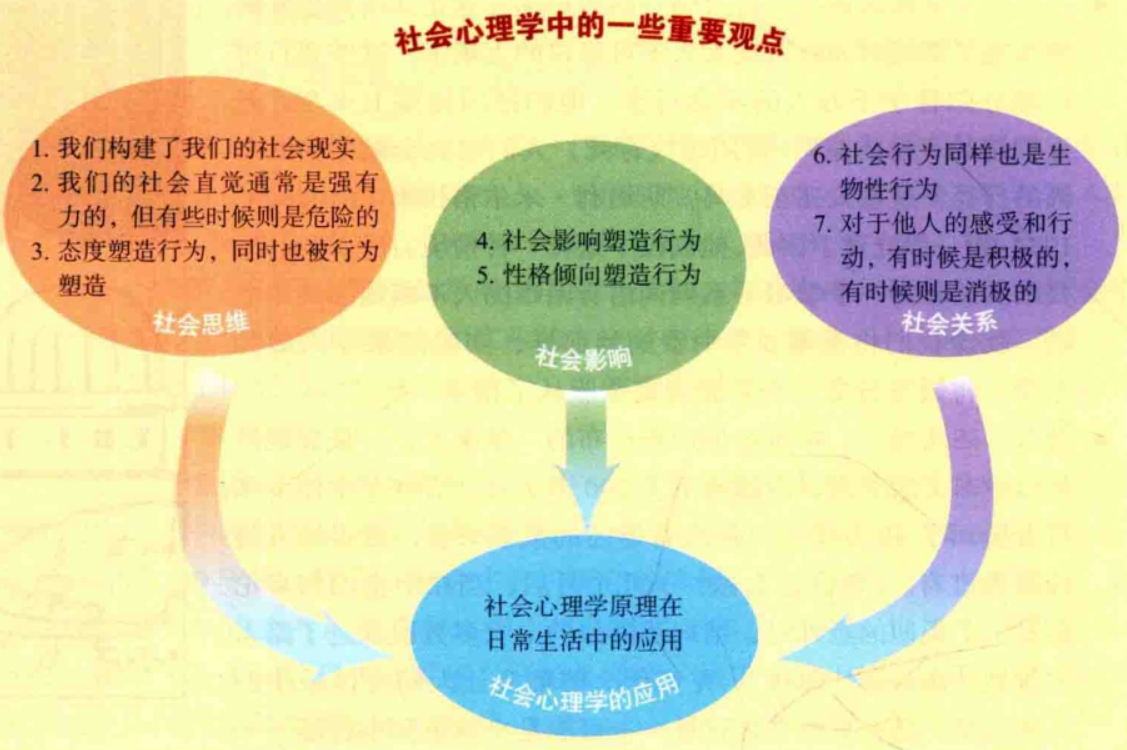 社会心理学中的一些重要观点
1. 我们构建了我们的社会现实
2. 我们的社会直觉通常是强有
力的，但有些时候则是危险的
3. 态度塑造行为，同时也被行为
塑造
社会思维
4. 社会影响塑造行为
5. 性格倾向塑造行为
社会影响
6. 社会行为同样也是生
物性行为
7. 对于他人的感受和行
动，有时候是积极的，
有时候则是消极的
社会关系
社会心理学原理在
日常生活中的应用
社会心理学的应用